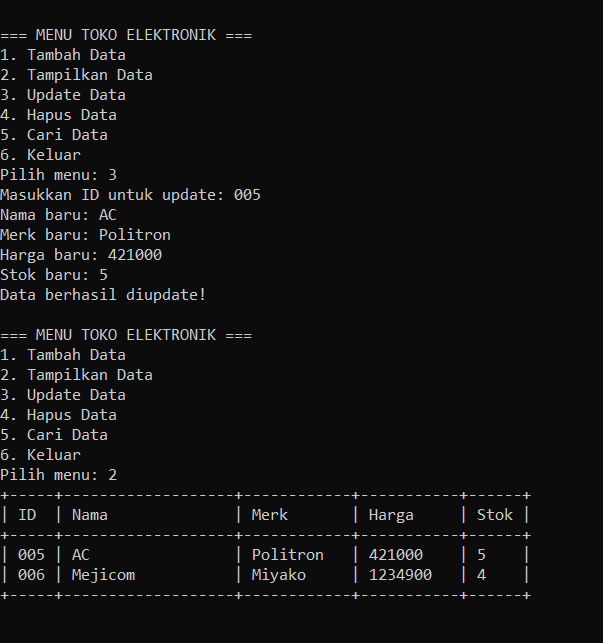 === MENU TOKO ELEKTRONIK ===
1. Tambah Data
2. Tampilkan Data
3. Update Data
4. Hapus Data
5. Cari Data
6. Keluar
Pilih menu: 3
Masukkan ID untuk update: 005
Nama baru: AC
Merk baru: Politron
Harga baru: 421000
Stok baru: 5
Data berhasil diupdate!

=== MENU TOKO ELEKTRONIK ===
1. Tambah Data
2. Tampilkan Data
3. Update Data
4. Hapus Data
5. Cari Data
6. Keluar
Pilih menu: 2
+-----+-------------------+------------+-----------+------+
| ID  | Nama              | Merk       | Harga     | Stok |
+-----+-------------------+------------+-----------+------+
| 005 | AC                | Politron   | 421000    | 5    |
| 006 | Mejicom           | Miyako     | 1234900   | 4    |
+-----+-------------------+------------+-----------+------+